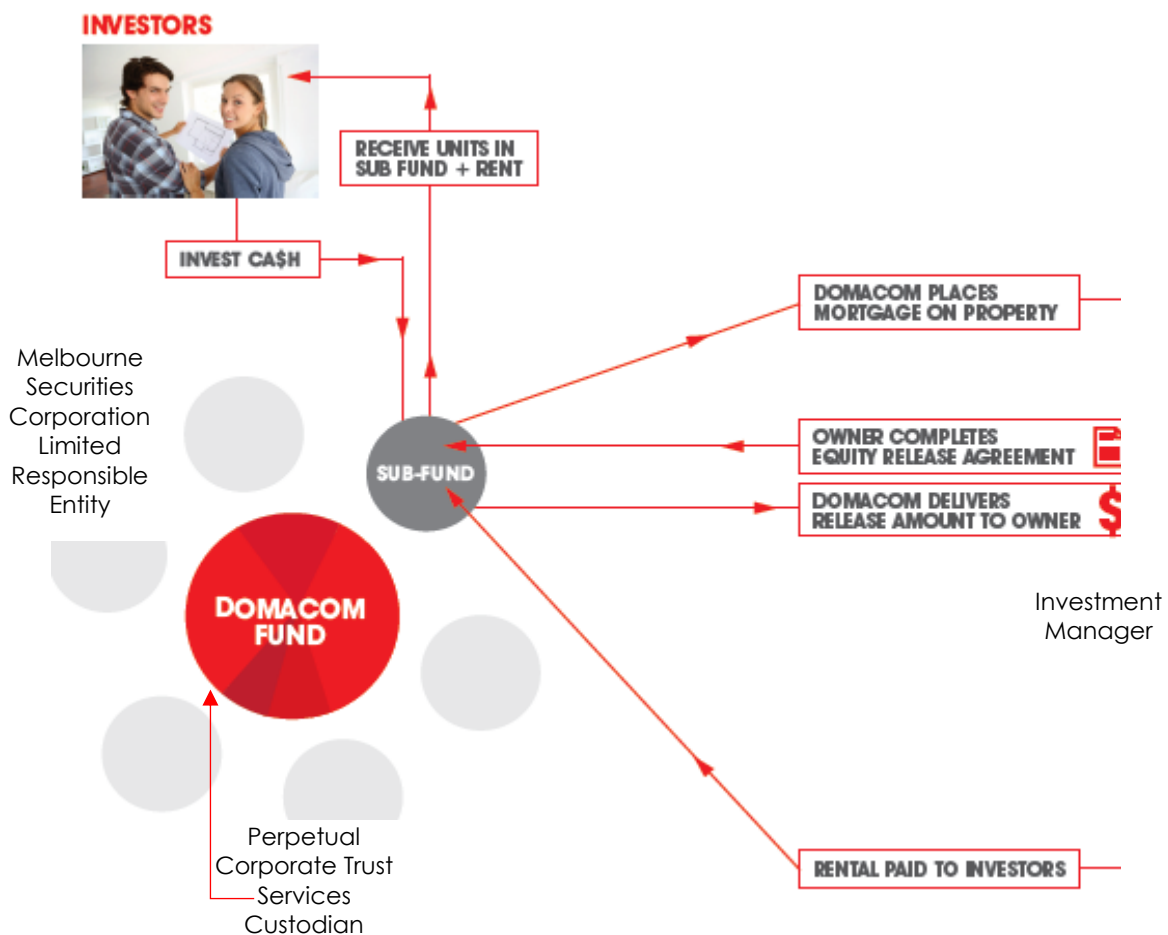 INVESTORS
RECEIVE UNITS IN
SUB FUND + RENT
INVEST CA$H
DOMACOM PLACES
MORTGAGE ON PROPERTY
Melbourne
Securities
Corporation
Limited
Responsible
Entity
SUB-FUND
OWNER COMPLETES
EQUITY RELEASE AGREEMENT
DOMACOM DELIVERS
RELEASE AMOUNT TO OWNER
$
DOMACOM
FUND
Investment
Manager
Perpetual
Corporate Trust
Services
Custodian
RENTAL PAID TO INVESTORS